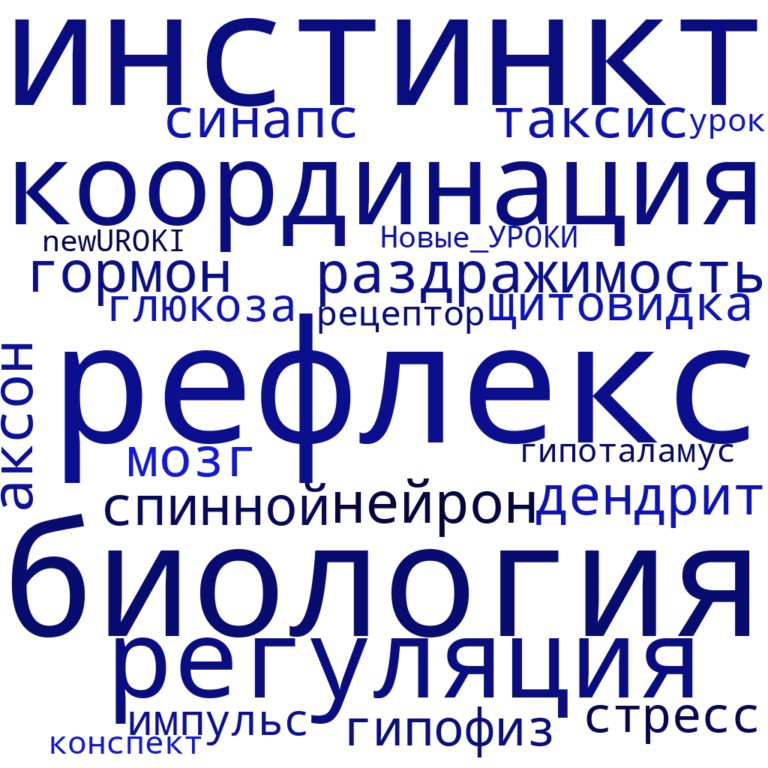 инстинкт
синапс таксис урок
координация
newUROKI Новые_УРОКИ
гормон раздражимость
глюкоза рецептор щитовидка
рефлекс
аксон
мозг гипоталамус
спинной нейрон дендрит
биология
регуляция
импульс гипофиз стресс
конспект